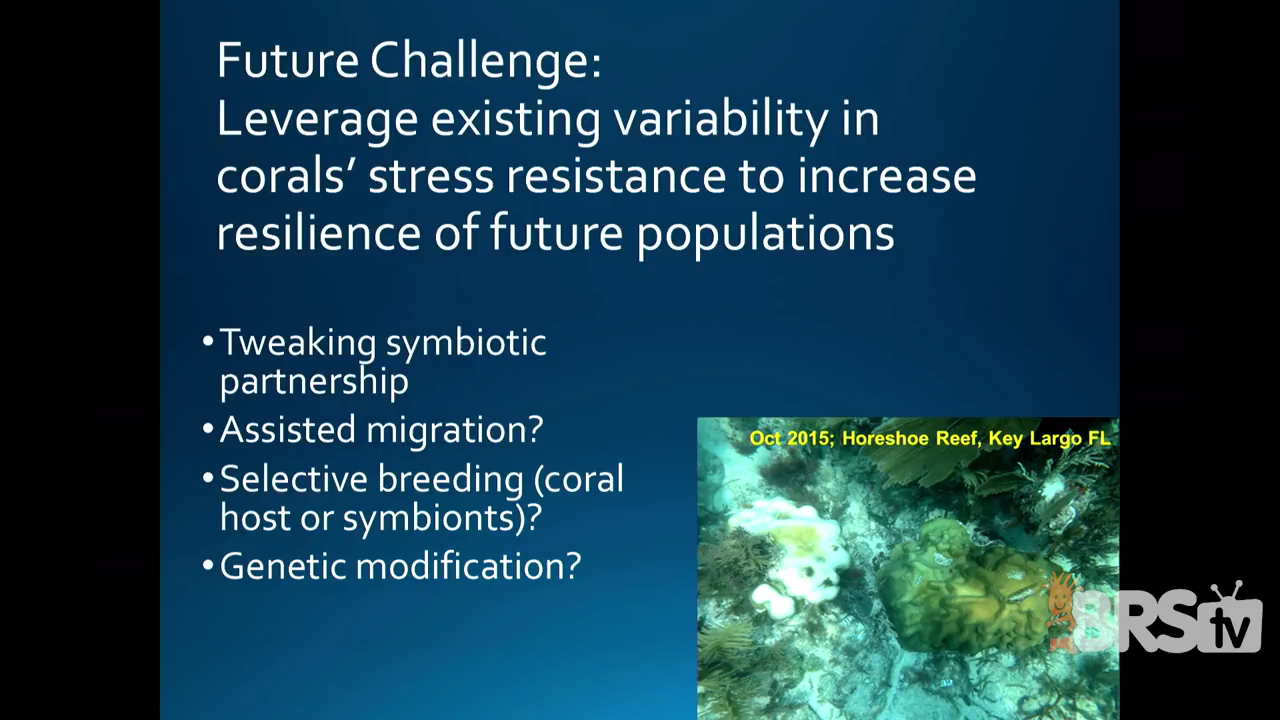 Future Challenge:
Leverage existing variability in
corals’ stress resistance to increase
resilience of future populations
•Tweaking symbiotic
partnership
•Assisted migration?
•Selective breeding (coral
host or symbionts)?
•Genetic modification?
Oct 2015; Horeshoe Reef, Key Largo FL
BRS tv